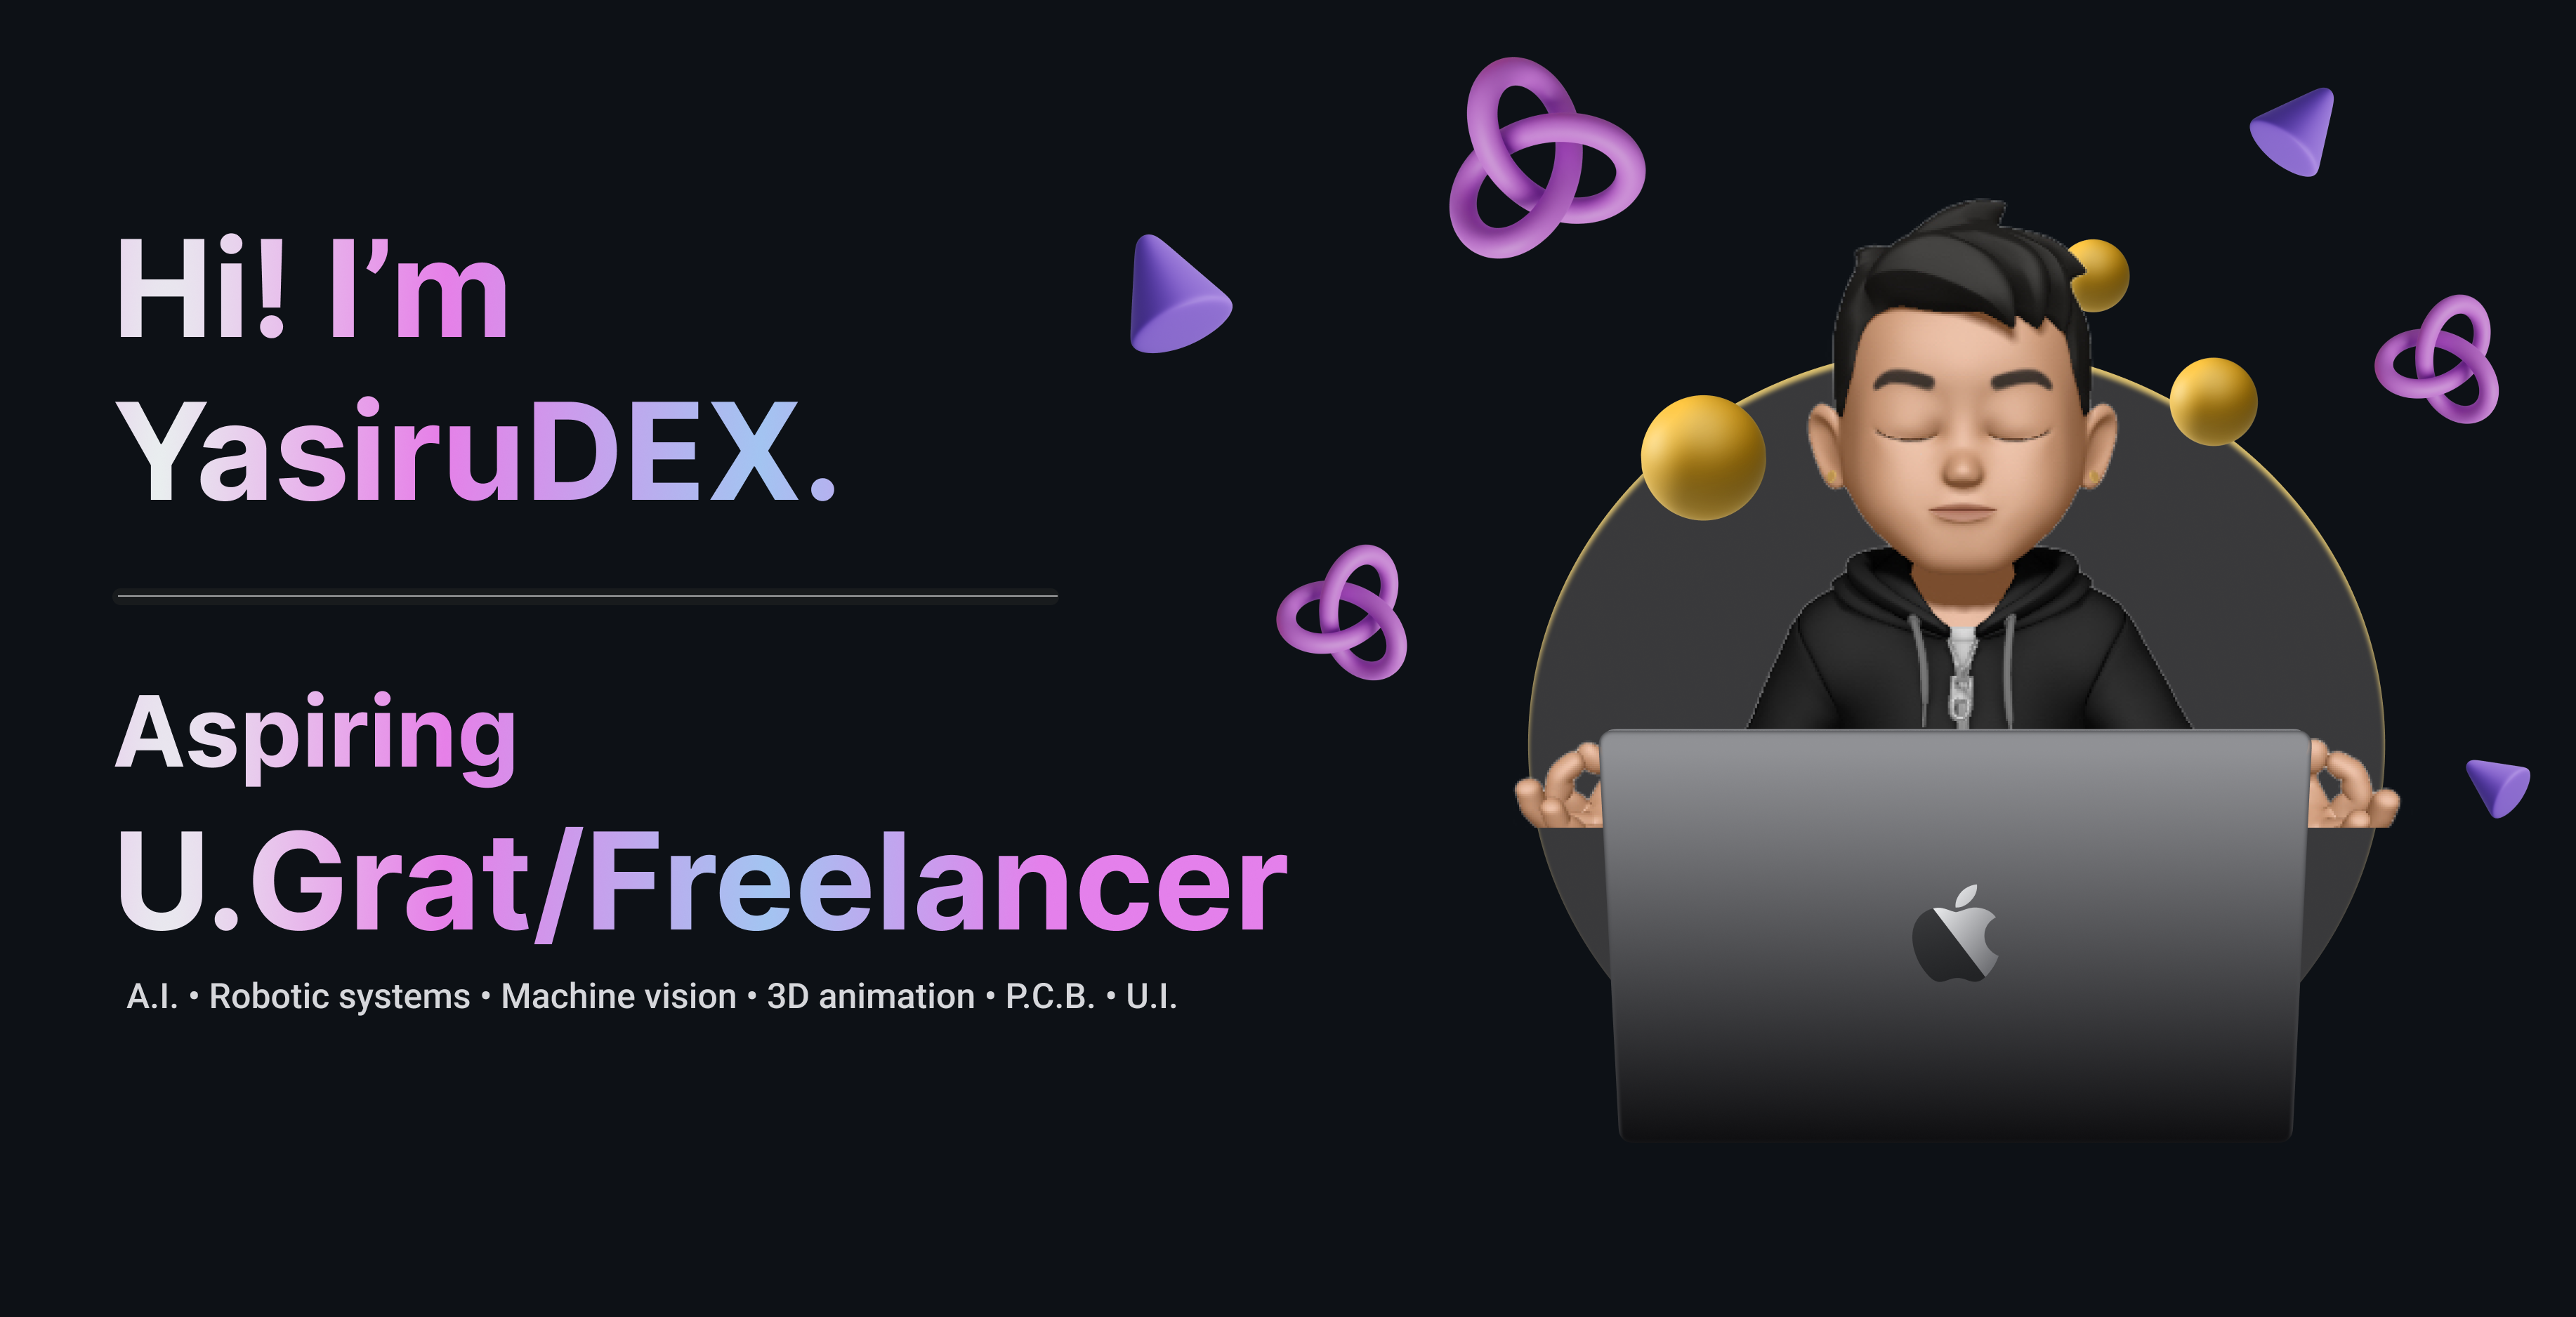 Hi! I’m
YasiruDEX.
Aspiring
U.Grat/Freelancer
A.I. • Robotic systems • Machine vision • 3D animation • P.C.B. • U.I.